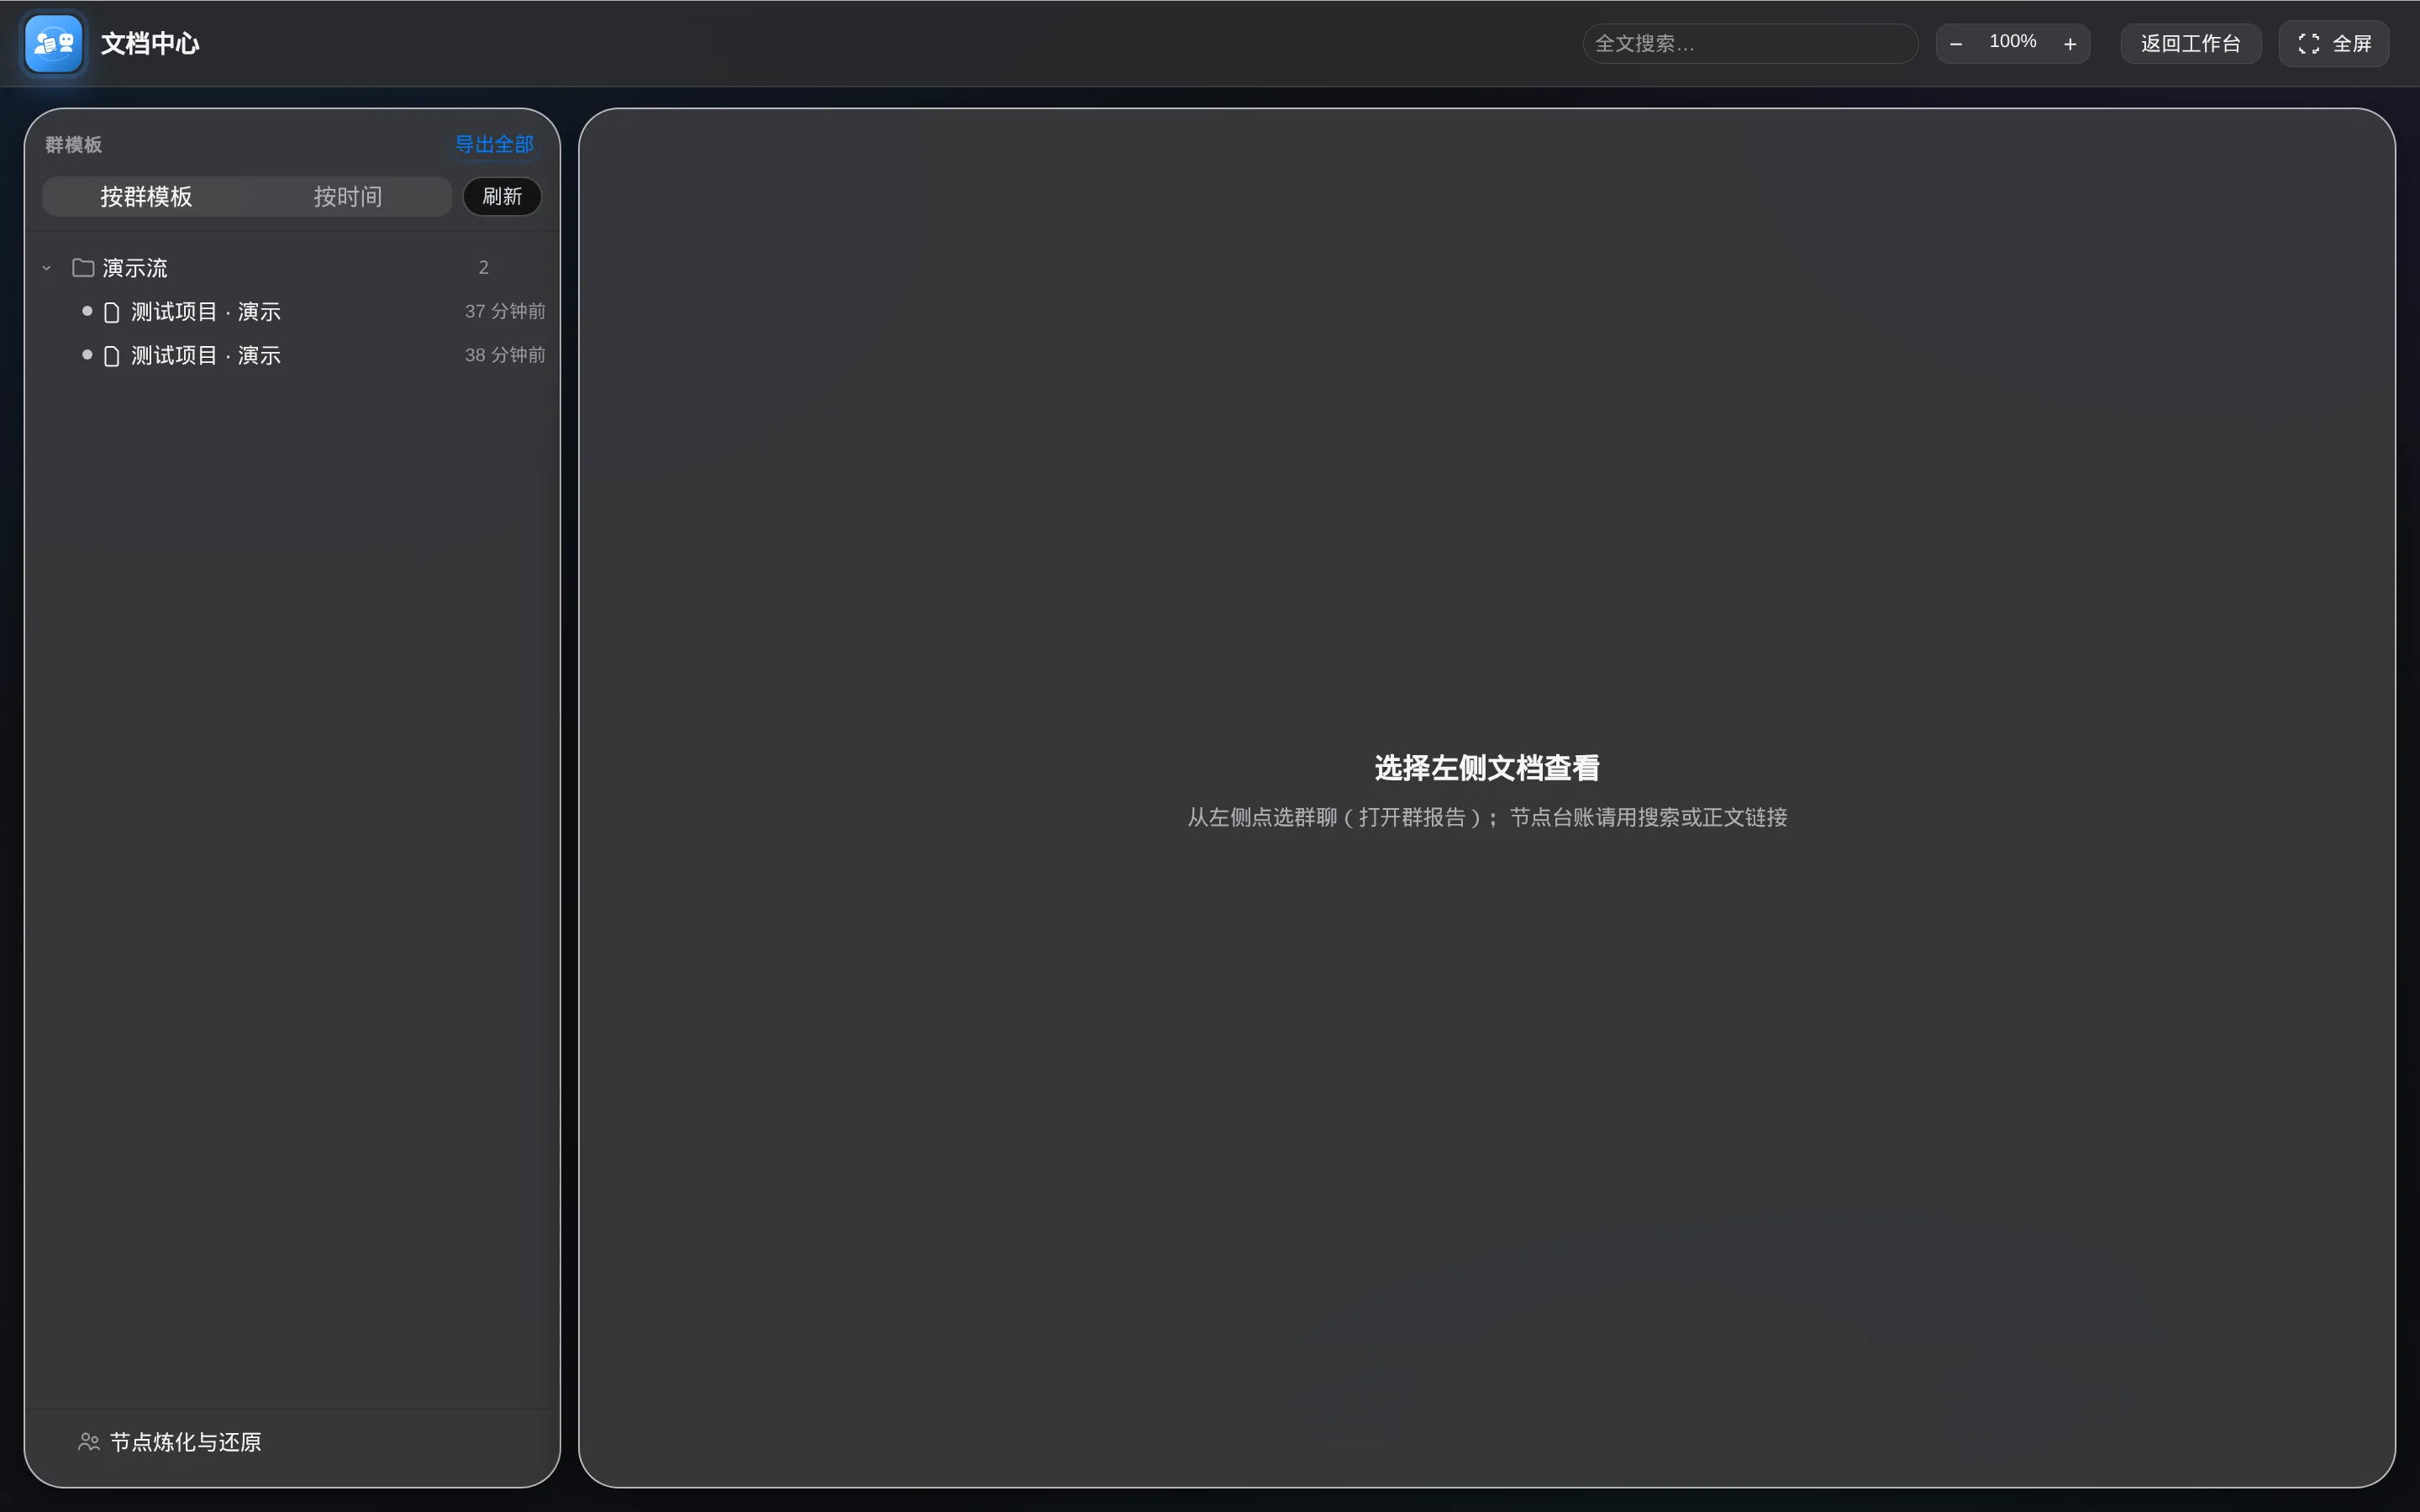 文档中心
全文搜索...
− 100% +
返回工作台
全屏
群模板
导出全部
按群模板
按时间
刷新
演示流 2
测试项目 · 演示 37 分钟前
测试项目 · 演示 38 分钟前
选择左侧文档查看
从左侧点选群聊（打开群报告）；节点台账请用搜索或正文链接
节点炼化与还原